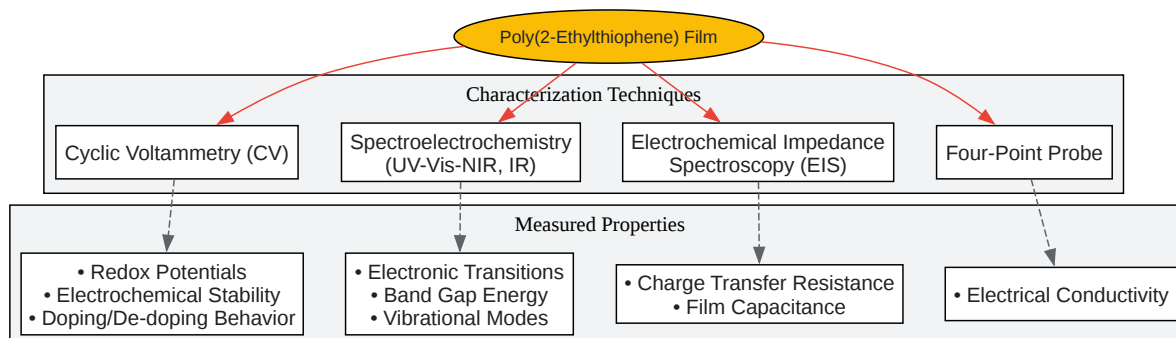 Poly(2-Ethylthiophene) Film
Characterization Techniques
Cyclic Voltammetry (CV)
Spectroelectrochemistry
(UV-Vis-NIR, IR)
Electrochemical Impedance
Spectroscopy (EIS)
Four-Point Probe
Measured Properties
• Redox Potentials
• Electrochemical Stability
• Doping/De-doping Behavior
• Electronic Transitions
• Band Gap Energy
• Vibrational Modes
• Charge Transfer Resistance
• Film Capacitance
• Electrical Conductivity